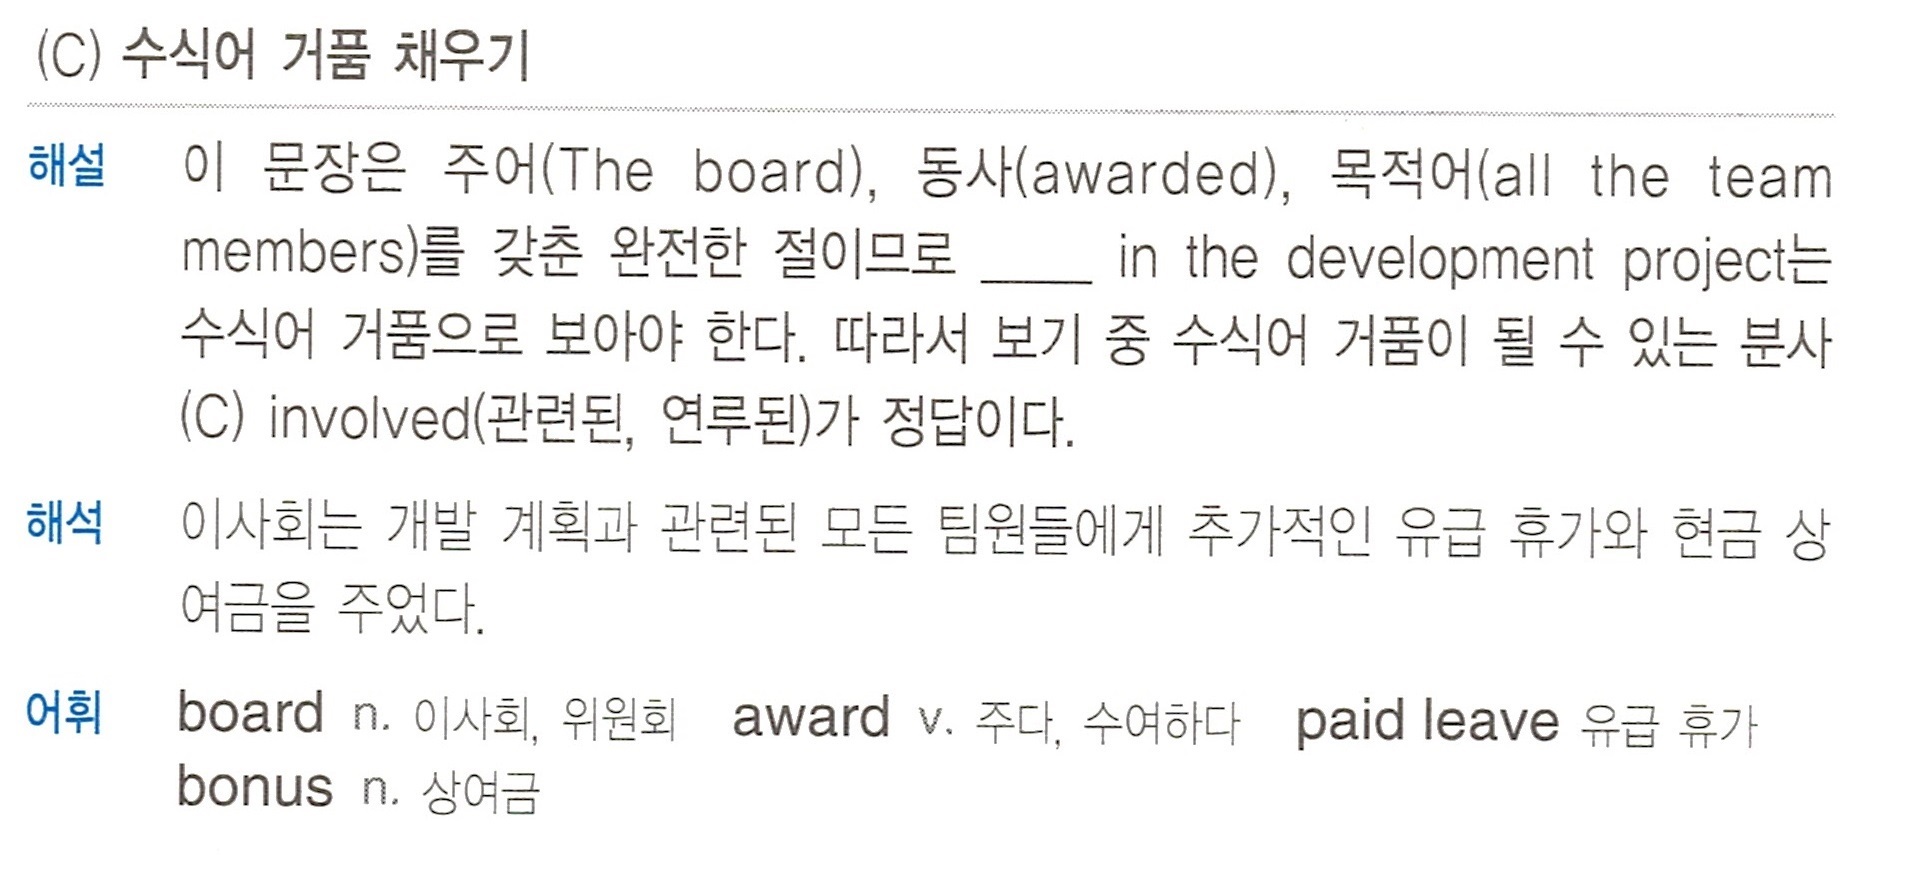 (C) 수식어 거품 채우기
해설 이 문장은 주어(The board), 동사(awarded), 목적어(all the team
members)를 갖춘 완전한 절이므로 ____ in the development project는
수식어 거품으로 보아야 한다. 따라서 보기 중 수식어 거품이 될 수 있는 분사
(C) involved(관련된, 연루된)가 정답이다.
해석 이사회는 개발 계획과 관련된 모든 팀원들에게 추가적인 유급 휴가와 현금 상
여금을 주었다.
어휘 board n. 이사회, 위원회 award v. 주다, 수여하다 paid leave 유급 휴가
bonus n. 상여금